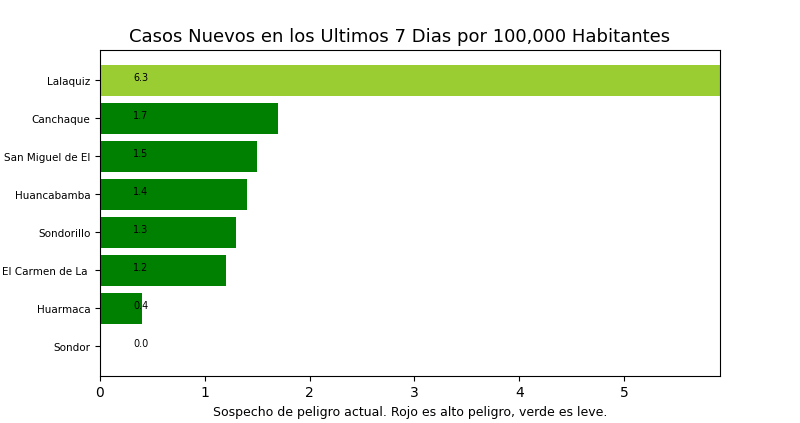 Casos Nuevos en los Ultimos 7 Dias por 100,000 Habitantes
Lalaquiz 6.3
Canchaque 1.7
San Miguel de El 1.5
Huancabamba 1.4
Sondorillo 1.3
El Carmen de La 1.2
Huarmaca 0.4
Sondor 0.0
0 1 2 3 4 5
Sospecho de peligro actual. Rojo es alto peligro, verde es leve.